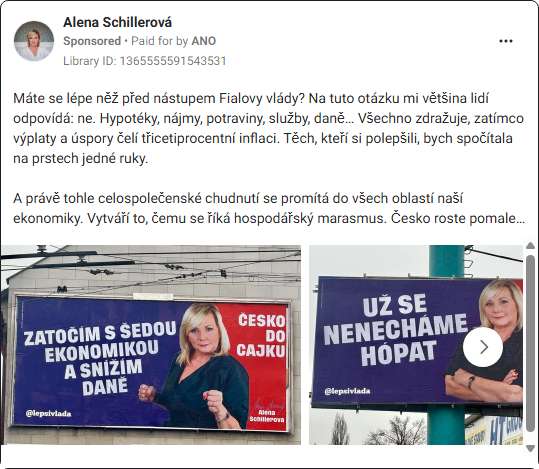 Alena Schillerová
Sponsored • Paid for by ANO
Library ID: 1365555591543531
Máte se lépe něž před nástupem Fialovy vlády? Na tuto otázku mi většina lidí
odpovídá: ne. Hypotéky, nájmy, potraviny, služby, daně... Všechno zdražuje, zatímco
výplaty a úspory čelí třicetiprocentní inflaci. Těch, kteří si polepšili, bych spočítala
na prstech jedné ruky.
A právě tohle celospolečenské chudnutí se promítá do všech oblastí naší
ekonomiky. Vytváří to, čemu se říká hospodářský marasmus. Česko roste pomale...
ZATOČÍM S ŠEDOU
EKONOMIKOU
A SNÍŽÍM
DANĚ
ČESKO
DO
CAJKU
@lepsivlada
Alena
Schillerová
UŽ SE
NENECHÁME
HÓPAT
@lepsivlada